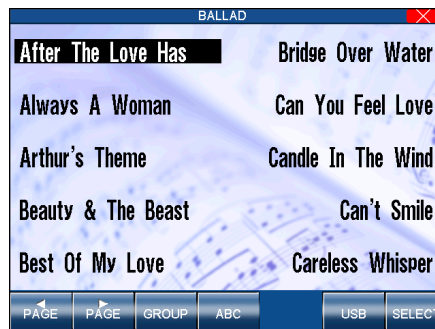 BALLAD
After The Love Has
Always A Woman
Arthur's Theme
Beauty & The Beast
Best Of My Love
Bridge Over Water
Can You Feel Love
Candle In The Wind
Can't Smile
Careless Whisper
PAGE PAGE GROUP ABC USB SELEC